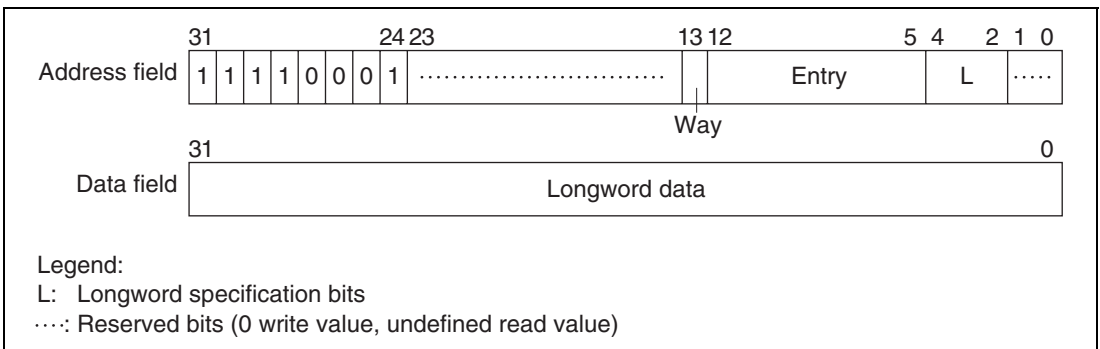 31 24 23 13 12 5 4 2 1 0
Address field 1 1 1 1 0 0 0 1 ······························ Entry L ·····
Way
31 0
Data field Longword data
Legend:
L: Longword specification bits
····: Reserved bits (0 write value, undefined read value)